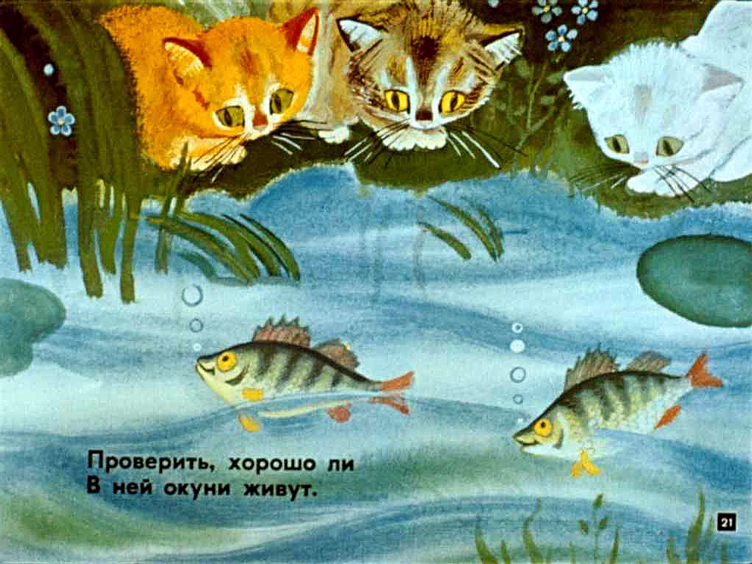 Проверить, хорошо ли
В ней окуни живут.
21